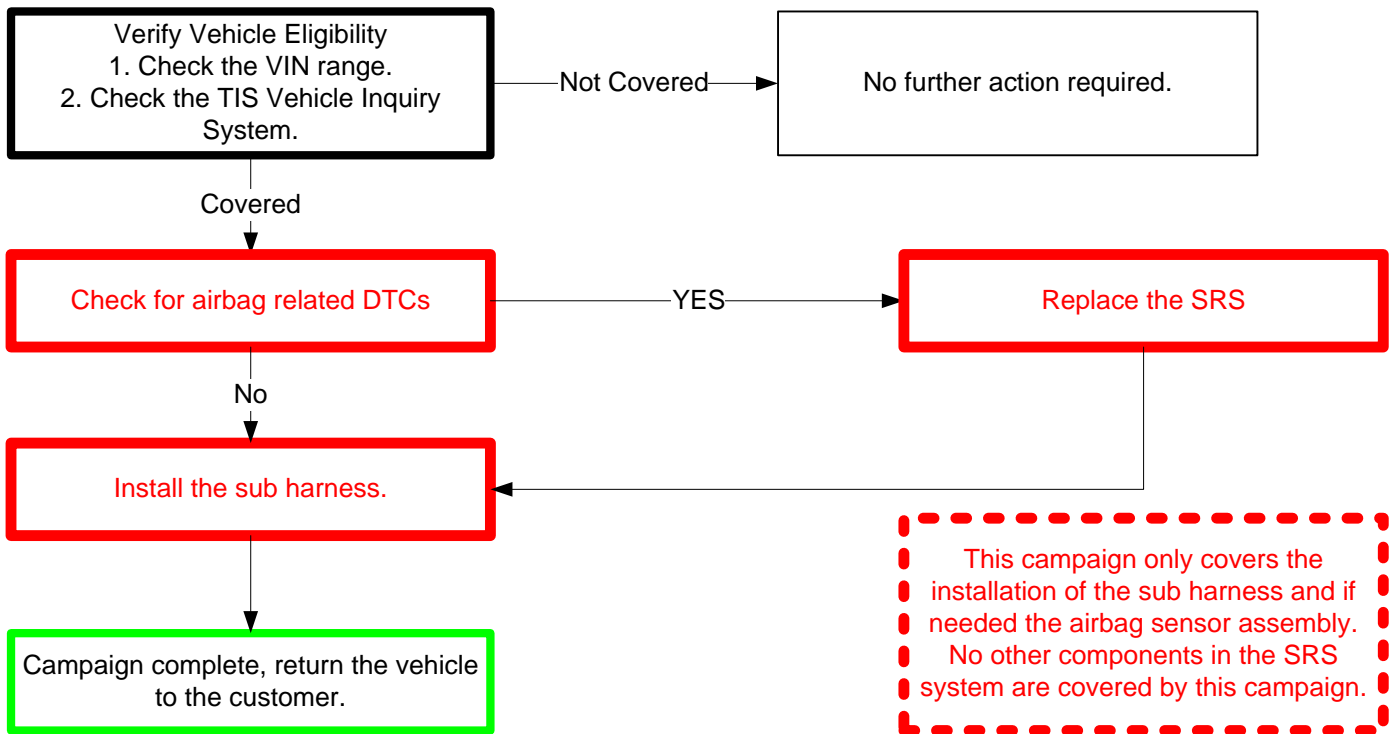 Verify Vehicle Eligibility
1. Check the VIN range.
2. Check the TIS Vehicle Inquiry
System.
Not Covered
No further action required.
Covered
Check for airbag related DTCs
YES
Replace the SRS
No
Install the sub harness.
This campaign only covers the
installation of the sub harness and if
needed the airbag sensor assembly.
No other components in the SRS
system are covered by this campaign.
Campaign complete, return the vehicle
to the customer.